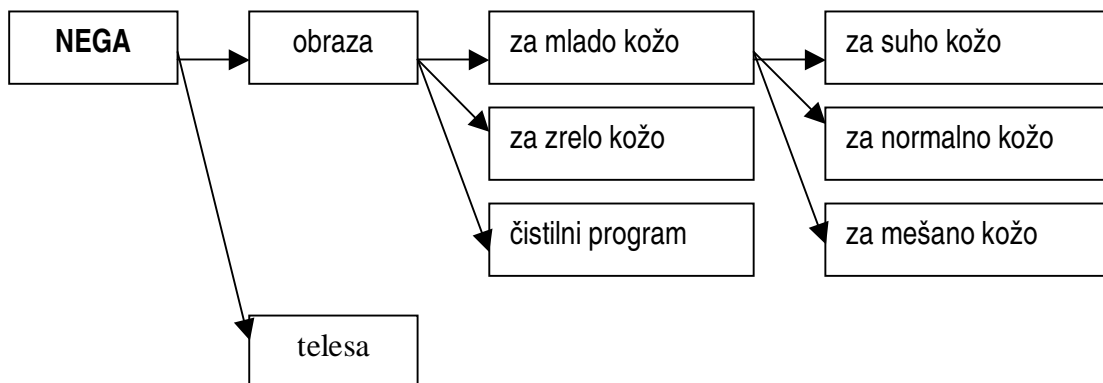 NEGA
obraza
za mlado kožo
za suho kožo
za zrelo kožo
za normalno kožo
čistilni program
za mešano kožo
telesa